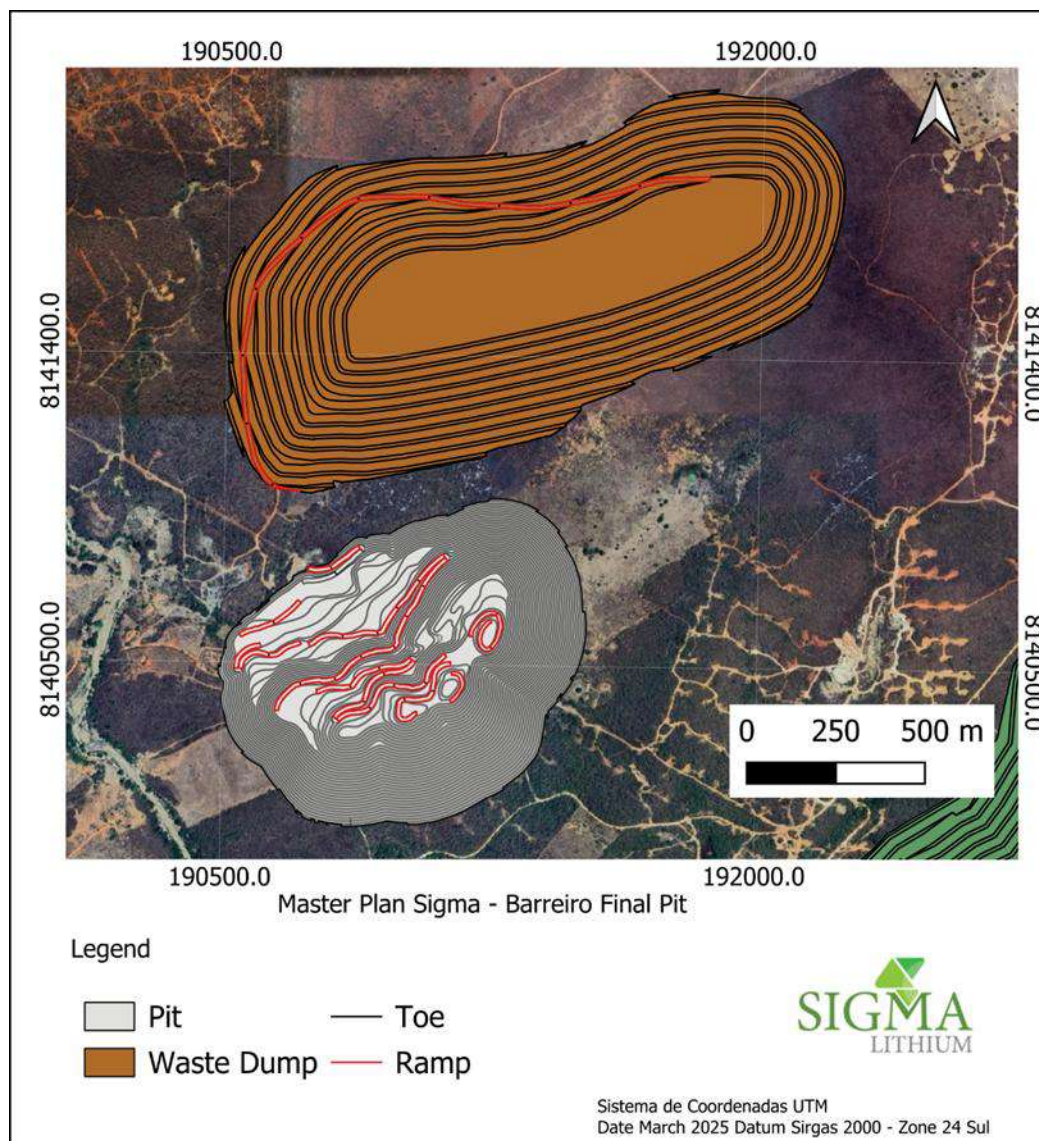 190500.0 192000.0
8141400.0 8141400.0
8140500.0 8140500.0
0 250 500 m
190500.0 192000.0
Master Plan Sigma - Barreiro Final Pit
Legend
Pit Toe
Waste Dump Ramp
SIGMA
LITHIUM
Sistema de Coordenadas UTM
Date March 2025 Datum Sirgas 2000 - Zone 24 Sul